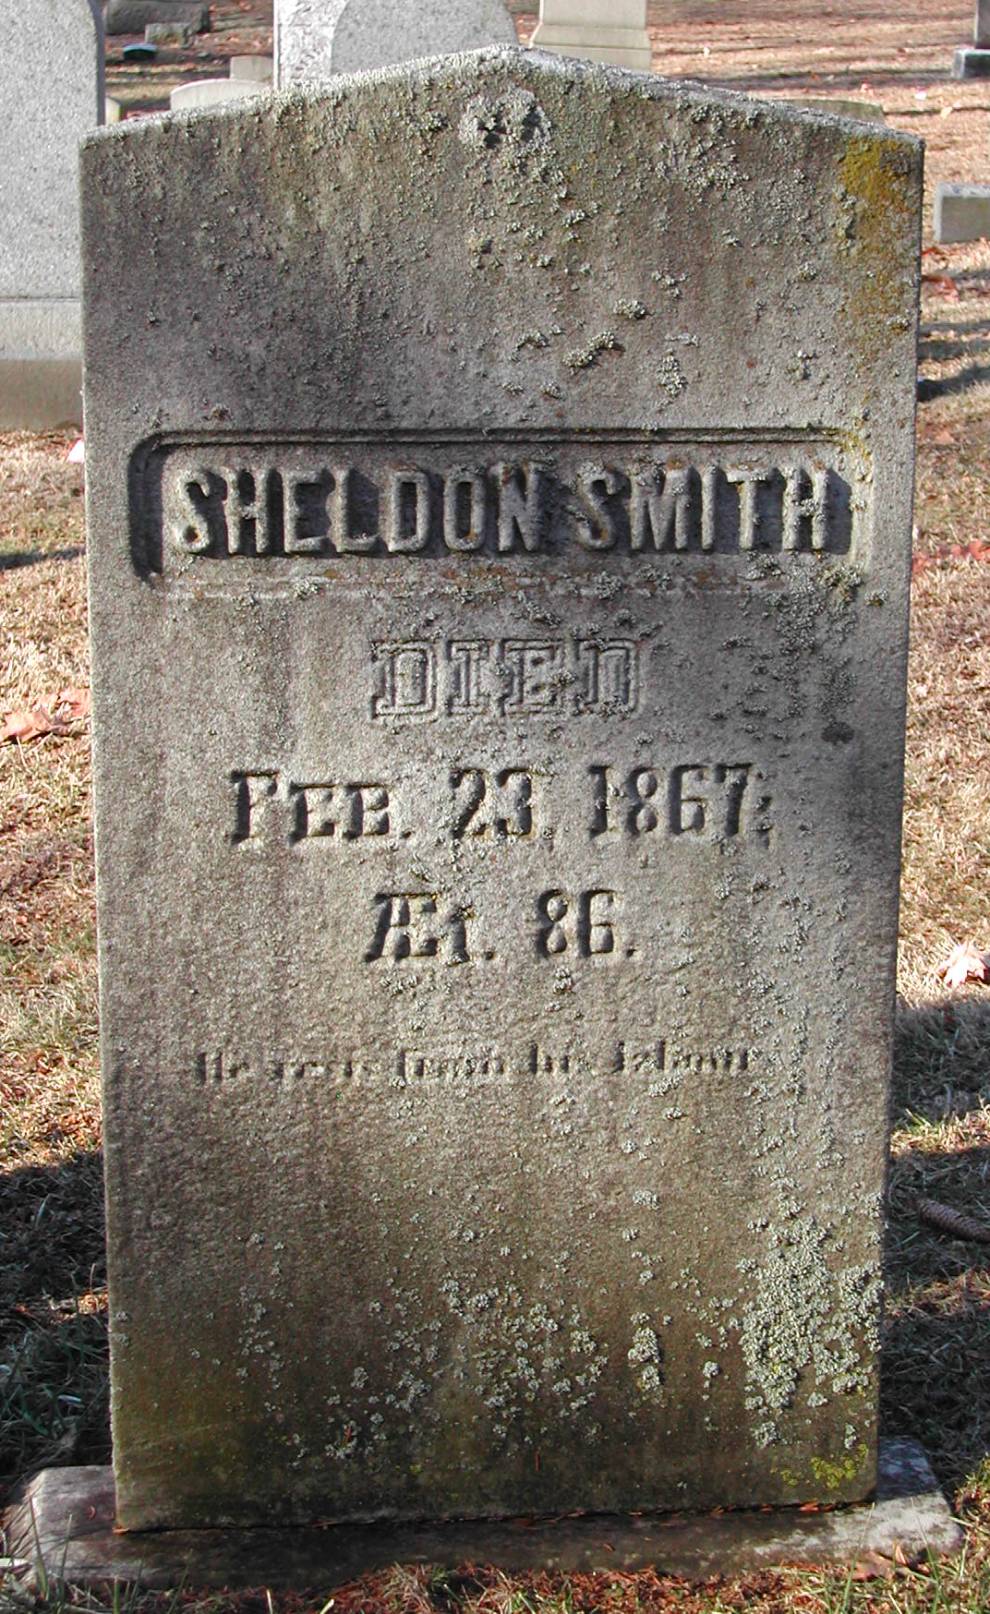 SHELDON SMITH
DIED
FEB. 23, 1867;
ÆT. 86.
He rests from his labour